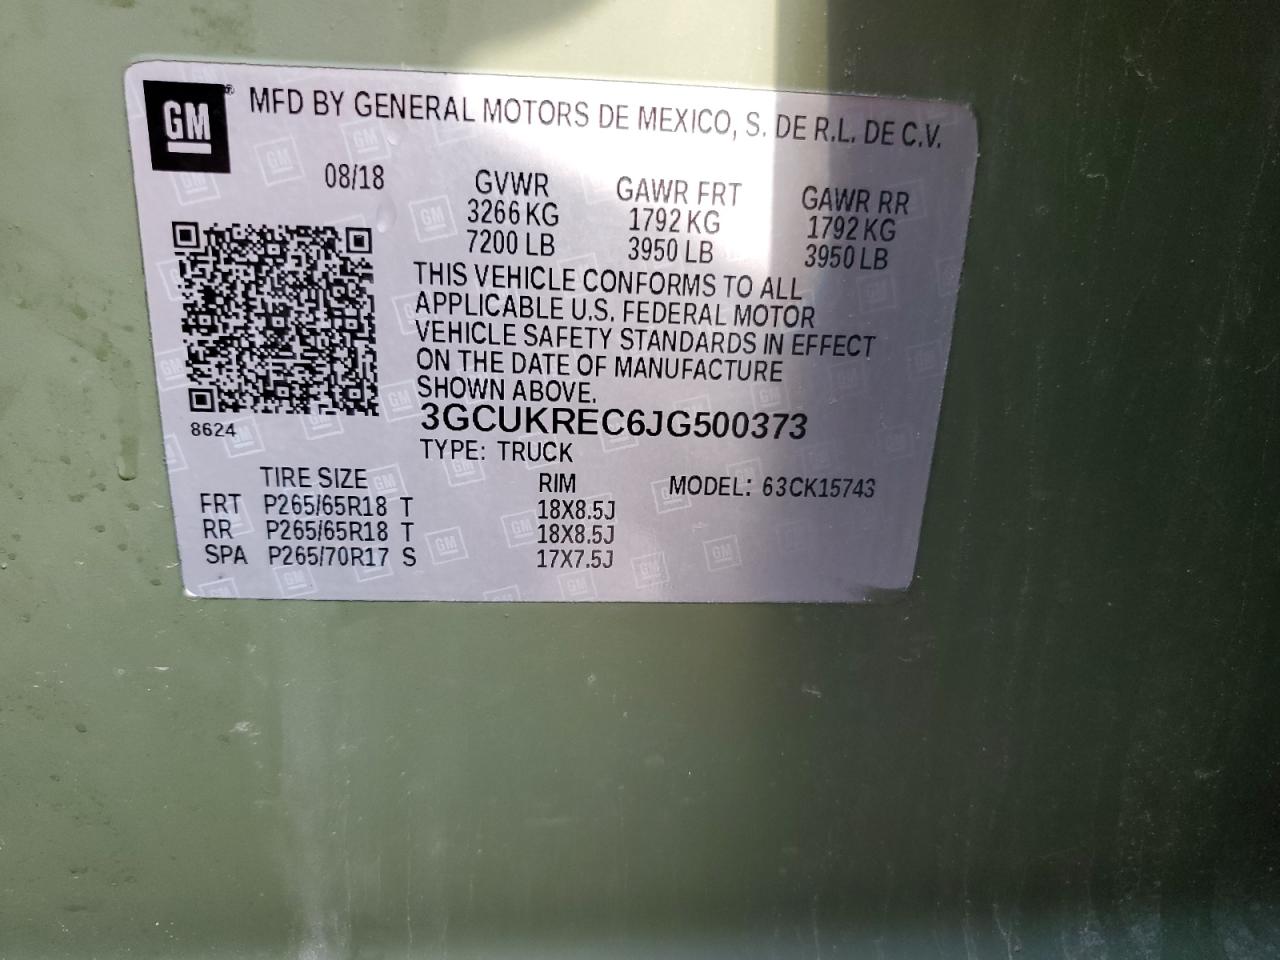 GM® MFD BY GENERAL MOTORS DE MEXICO, S. DE R.L. DE C.V.
08/18
GVWR GAWR FRT GAWR RR
3266 KG 1792 KG 1792 KG
7200 LB 3950 LB 3950 LB
THIS VEHICLE CONFORMS TO ALL
APPLICABLE U.S. FEDERAL MOTOR
VEHICLE SAFETY STANDARDS IN EFFECT
ON THE DATE OF MANUFACTURE
SHOWN ABOVE.
8624
3GCUKREC6JG500373
TYPE: TRUCK
TIRE SIZE RIM MODEL: 63CK15743
FRT P265/65R18 T 18X8.5J
RR P265/65R18 T 18X8.5J
SPA P265/70R17 S 17X7.5J